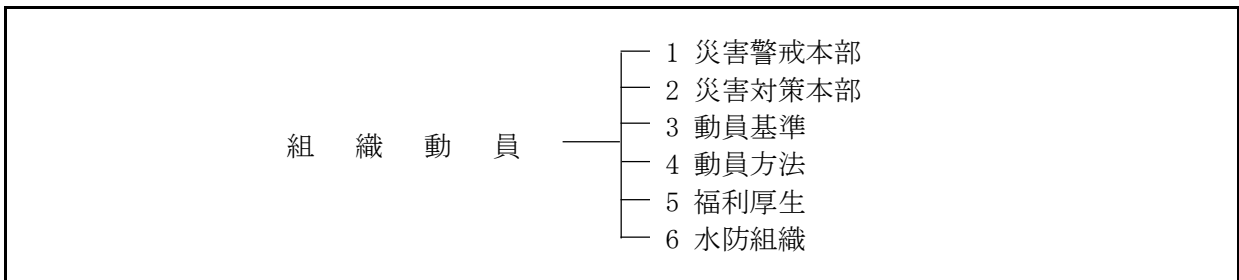 1 災害警戒本部
2 災害対策本部
3 動員基準
組織動員
4 動員方法
5 福利厚生
6 水防組織